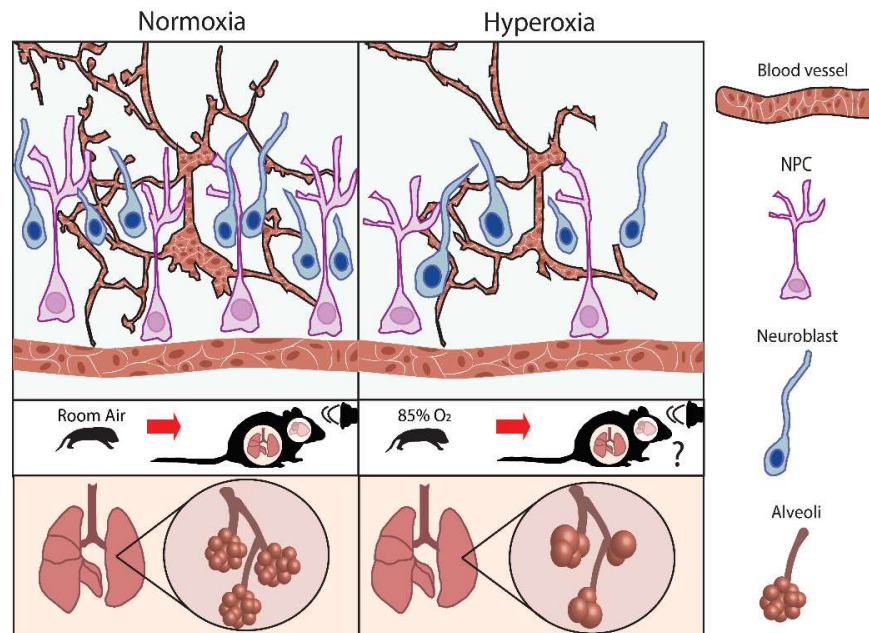 Normoxia
Hyperoxia
Blood vessel
NPC
Neuroblast
Alveoli
Room Air
85% O₂
?